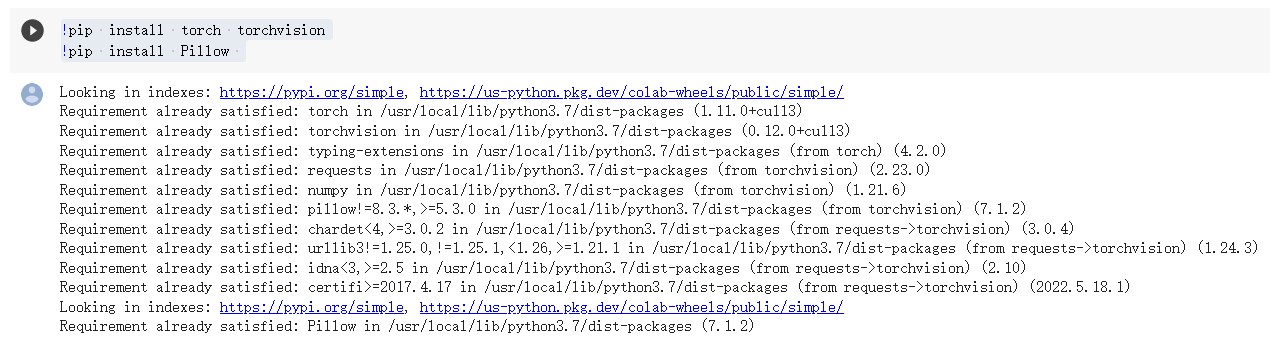 !pip install torch torchvision
!pip install Pillow
Looking in indexes: https://pypi.org/simple, https://us-python.pkg.dev/colab-wheels/public/simple/
Requirement already satisfied: torch in /usr/local/lib/python3.7/dist-packages (1.11.0+cu113)
Requirement already satisfied: torchvision in /usr/local/lib/python3.7/dist-packages (0.12.0+cu113)
Requirement already satisfied: typing-extensions in /usr/local/lib/python3.7/dist-packages (from torch) (4.2.0)
Requirement already satisfied: requests in /usr/local/lib/python3.7/dist-packages (from torchvision) (2.23.0)
Requirement already satisfied: numpy in /usr/local/lib/python3.7/dist-packages (from torchvision) (1.21.6)
Requirement already satisfied: pillow!=8.3.*,>=5.3.0 in /usr/local/lib/python3.7/dist-packages (from torchvision) (7.1.2)
Requirement already satisfied: chardet<4,>=3.0.2 in /usr/local/lib/python3.7/dist-packages (from requests->torchvision) (3.0.4)
Requirement already satisfied: urllib3!=1.25.0,!=1.25.1,<1.26,>=1.21.1 in /usr/local/lib/python3.7/dist-packages (from requests->torchvision) (1.24.3)
Requirement already satisfied: idna<3,>=2.5 in /usr/local/lib/python3.7/dist-packages (from requests->torchvision) (2.10)
Requirement already satisfied: certifi>=2017.4.17 in /usr/local/lib/python3.7/dist-packages (from requests->torchvision) (2022.5.18.1)
Looking in indexes: https://pypi.org/simple, https://us-python.pkg.dev/colab-wheels/public/simple/
Requirement already satisfied: Pillow in /usr/local/lib/python3.7/dist-packages (7.1.2)